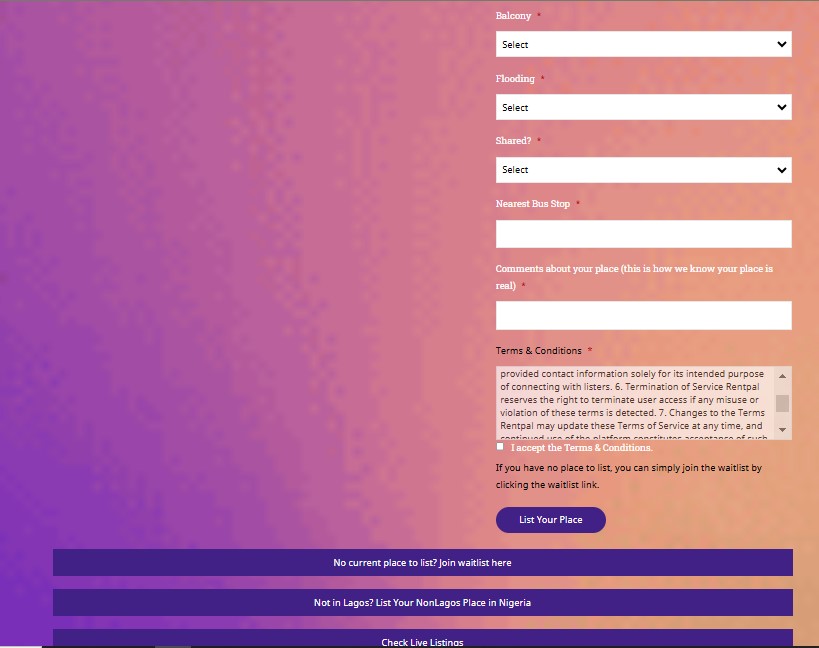 Balcony *
Select
Flooding *
Select
Shared? *
Select
Nearest Bus Stop *
Comments about your place (this is how we know your place is
real) *
Terms & Conditions *
provided contact information solely for its intended purpose
of connecting with listers. 6. Termination of Service Rentpal
reserves the right to terminate user access if any misuse or
violation of these terms is detected. 7. Changes to the Terms
Rentpal may update these Terms of Service at any time, and
continued use of the platform constitutes acceptance of such
I accept the Terms & Conditions.
If you have no place to list, you can simply join the waitlist by
clicking the waitlist link.
List Your Place
No current place to list? Join waitlist here
Not in Lagos? List Your NonLagos Place in Nigeria
Check Live Listings